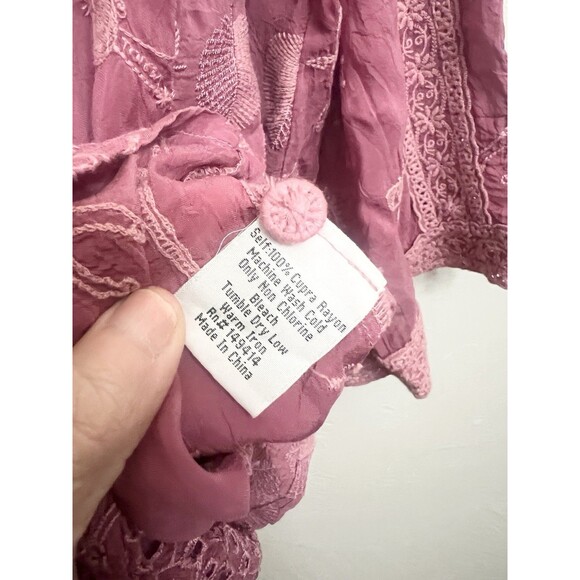 Self:100% Cupra Rayon
Machine Wash Cold
Only Non Chlorine
Bleach
Tumble Dry Low
Warm Iron
Rn# 149414
Made In China